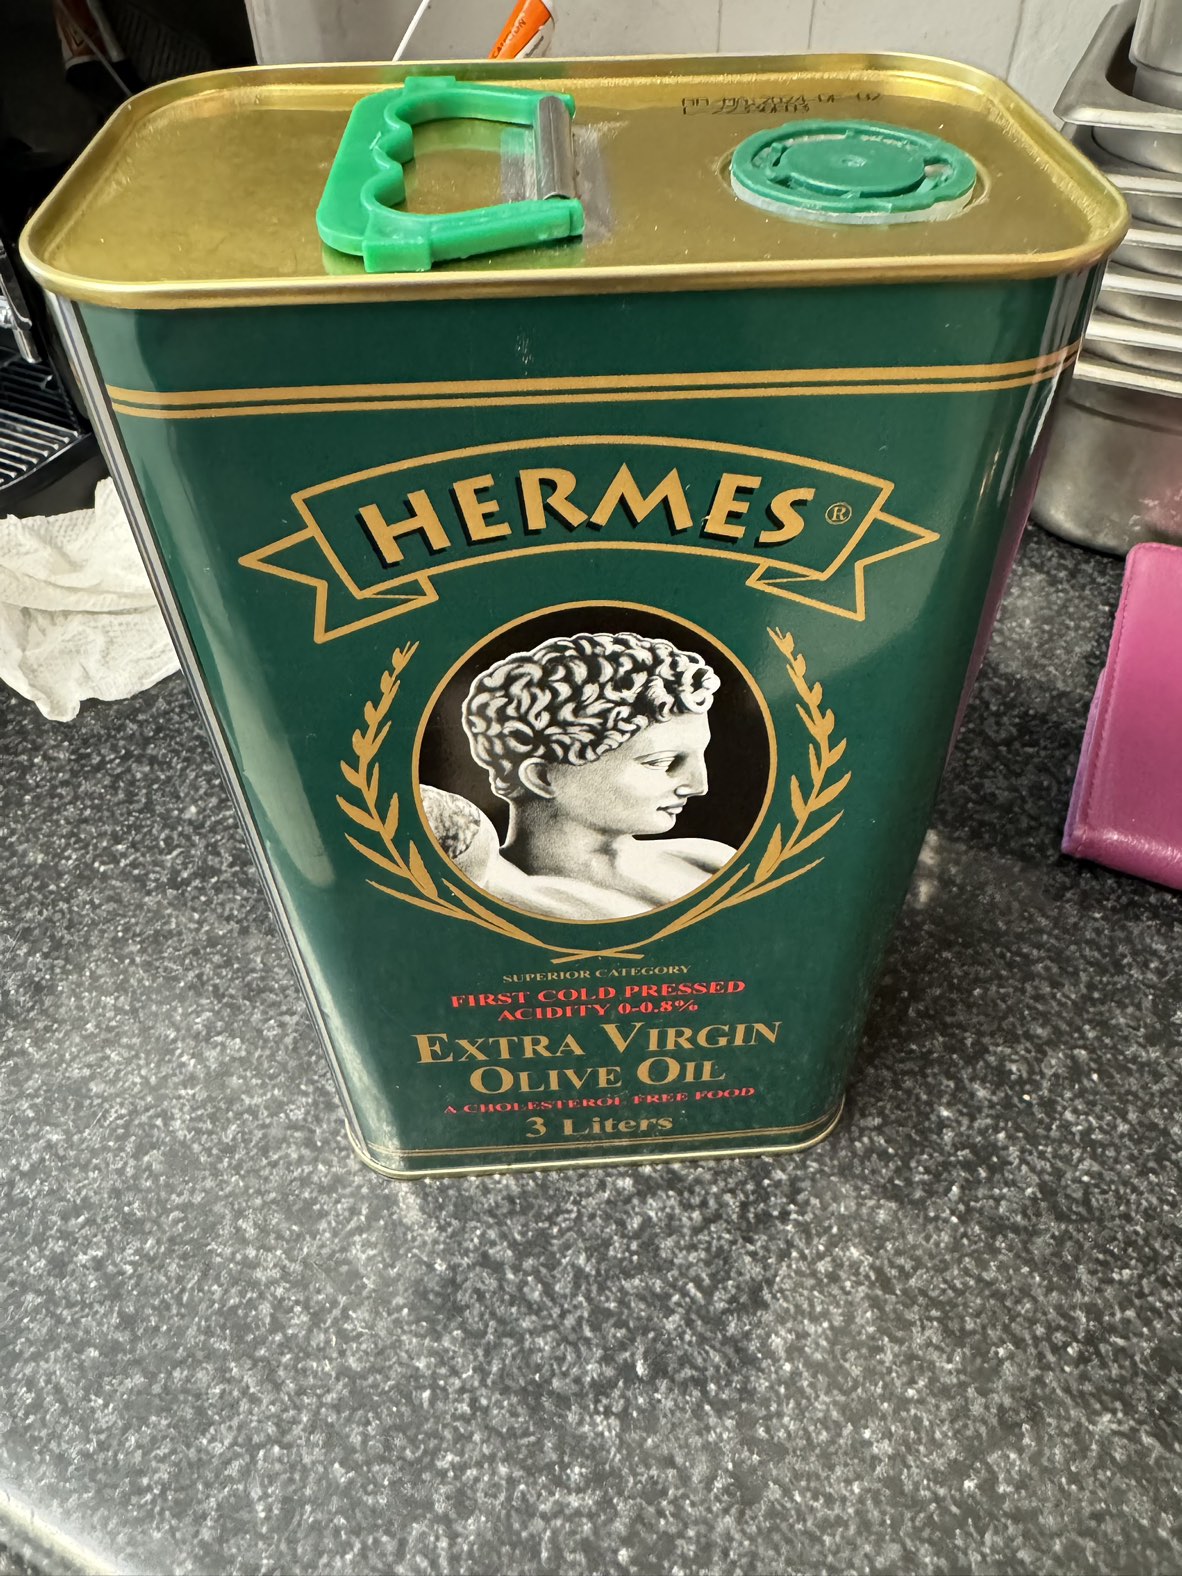 HERMES®
SUPERIOR CATEGORY
FIRST COLD PRESSED
ACIDITY 0-0.8%
EXTRA VIRGIN
OLIVE OIL
A CHOLESTEROL FREE FOOD
3 Liters